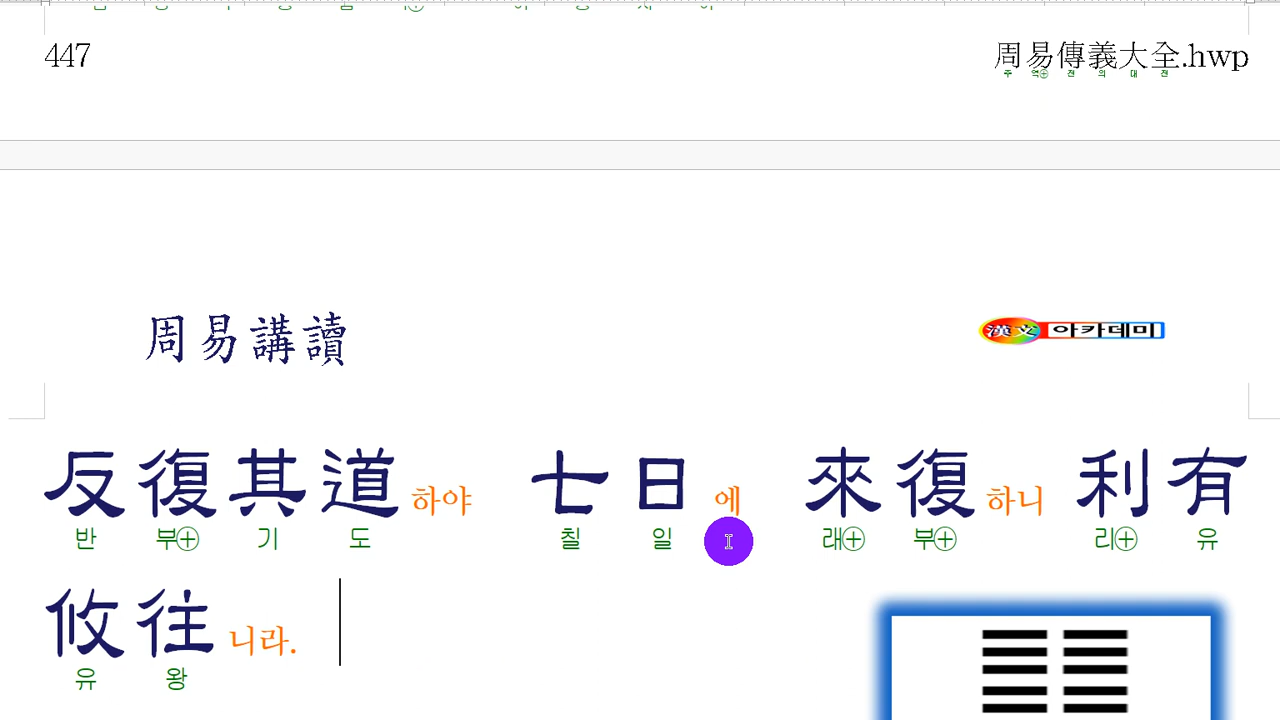 447 周易傳義大全.hwp
주 역⊕ 전 의 대 전
周易講讀 漢文 아카데미
反復其道하야 七日에 來復하니 利有
반 부⊕ 기 도 칠 일 래⊕ 부⊕ 리⊕ 유
攸往니라.
유 왕